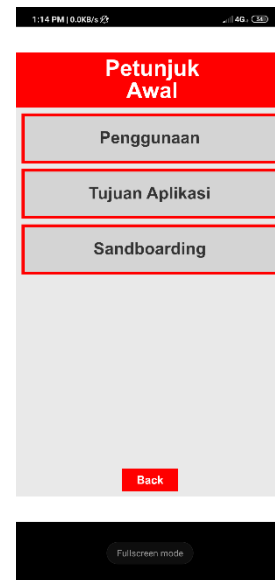 1:14 PM | 0.0KB/s
4G
Petunjuk
Awal
Penggunaan
Tujuan Aplikasi
Sandboarding
Back
Fullscreen mode